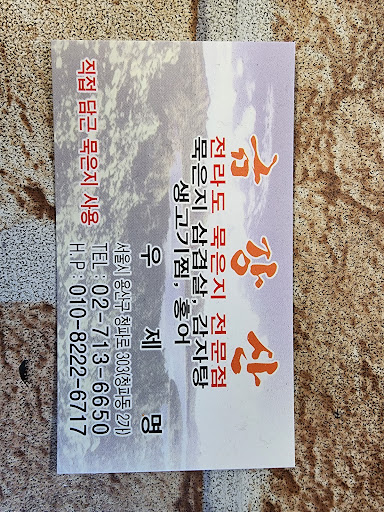 금강산
전라도 묵은지 전문점
묵은지 삼겹살, 감자탕
생고기찜, 홍어
우 제 명
서울시 용산구 청파로 303(청파동 2가)
TEL : 02-713-6650
H.P : 010-8222-6717
직접 담근 묵은지 사용